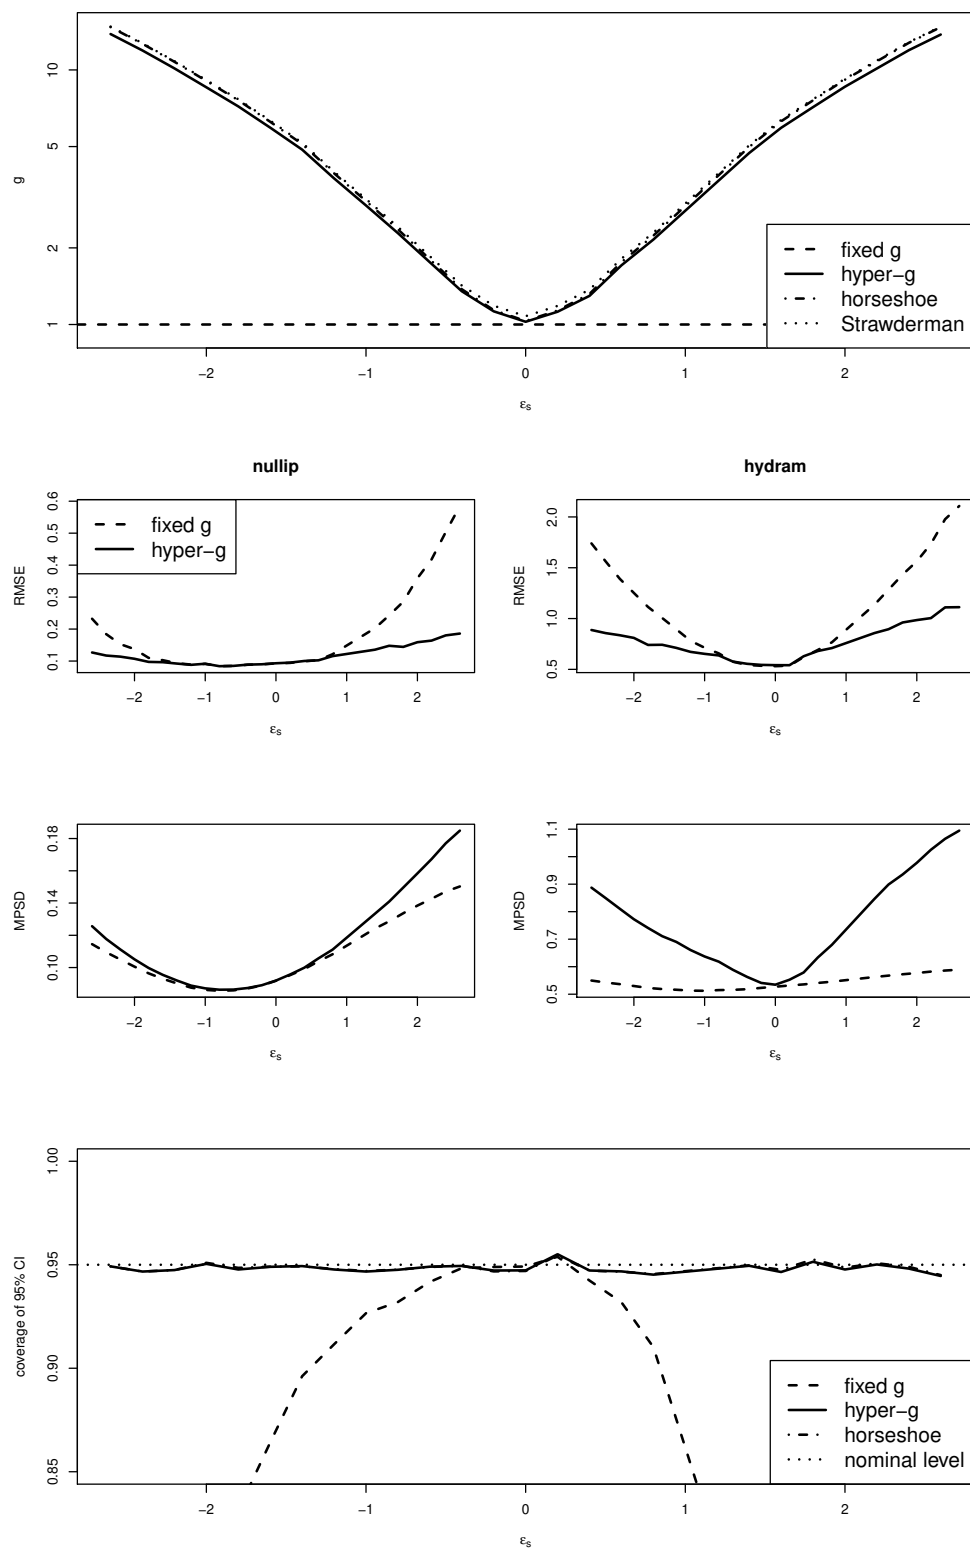 g
10
5
2
1
-2
-1
0
1
2
εs
fixed g
hyper−g
horseshoe
Strawderman
nullip
RMSE
0.6
0.5
0.4
0.3
0.2
0.1
fixed g
hyper−g
-2
-1
0
1
2
εs
hydram
RMSE
2.0
1.5
1.0
0.5
-2
-1
0
1
2
εs
MPSD
0.18
0.14
0.10
-2
-1
0
1
2
εs
MPSD
1.1
0.9
0.7
0.5
-2
-1
0
1
2
εs
coverage of 95% CI
1.00
0.95
0.90
0.85
-2
-1
0
1
2
εs
fixed g
hyper−g
horseshoe
nominal level